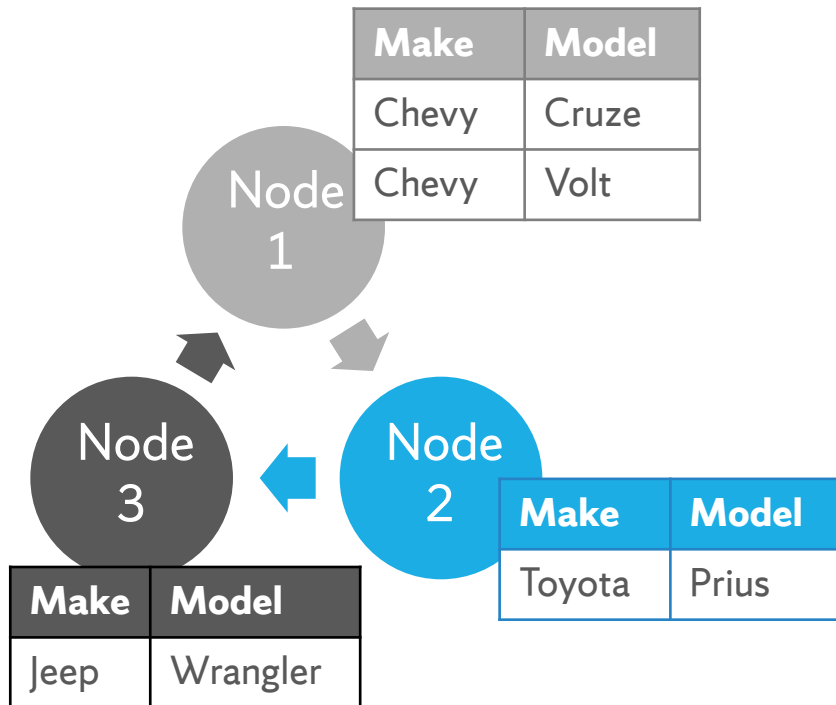 Make Model
Chevy Cruze
Chevy Volt
Node
1
Node
3
Node
2
Make Model
Toyota Prius
Make Model
Jeep Wrangler